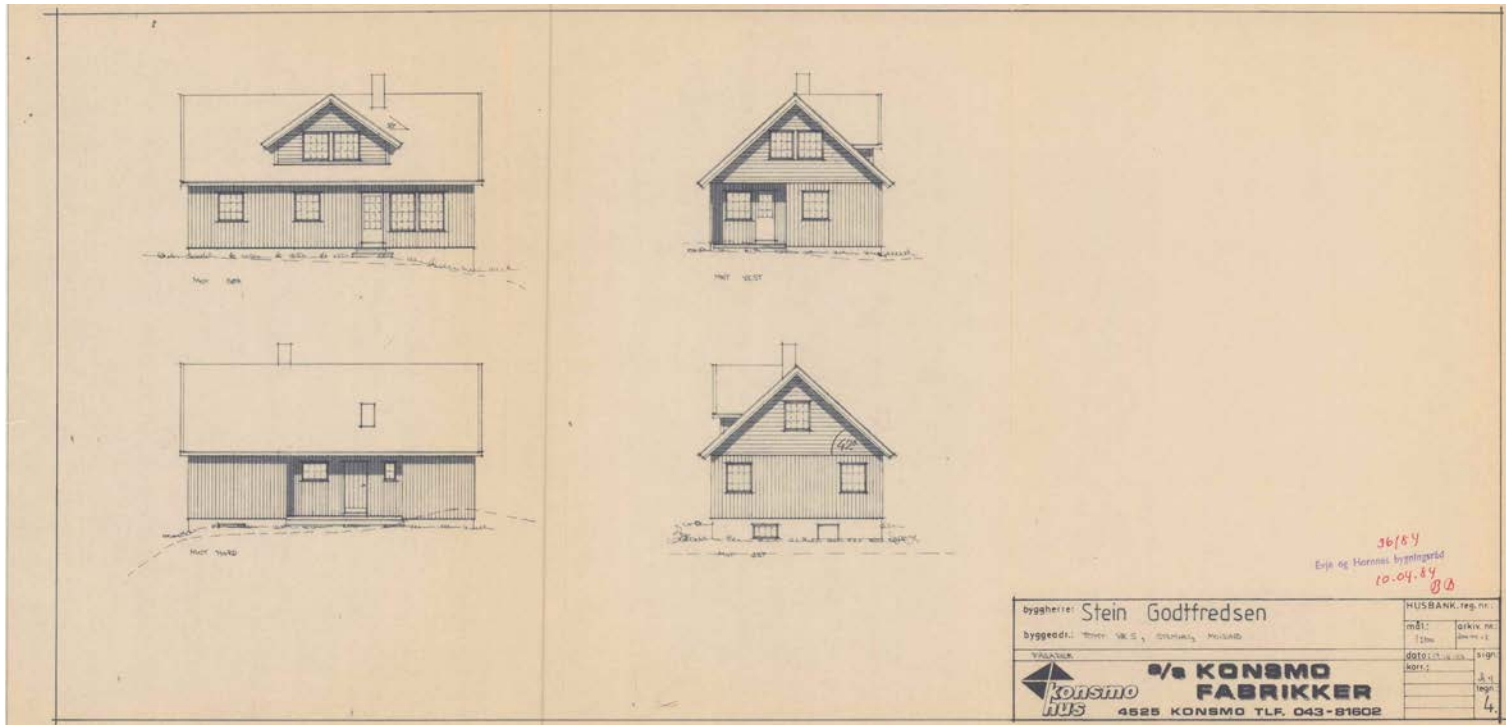 MOT SØR
MOT VEST
MOT NORD
42°
MOT ØST
36/84
Evje og Hornnes bygningsråd
10.04.84
byggherre: Stein Godtfredsen
byggeadr.:
FASADER
HUSBANK.reg.nr.:
mål:
arkiv.nr.:
dato:
sign:
korr.:
tegn.
4.
konsmo
hus
a/s KONSMO
FABRIKKER
4525 KONSMO TLF. 043-81602